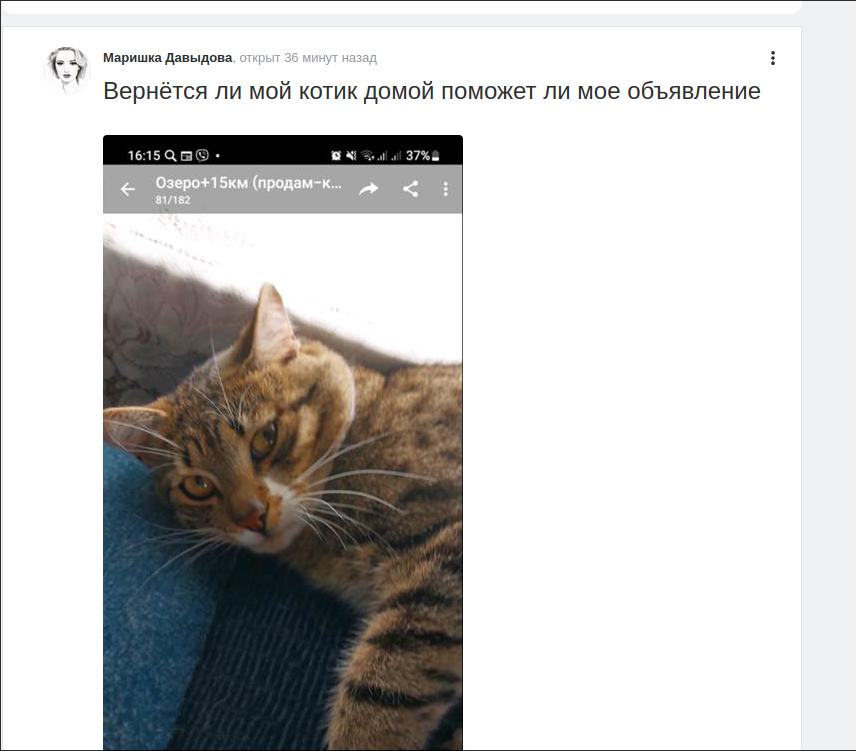 Маришка Давыдова, открыт 36 минут назад
Вернётся ли мой котик домой поможет ли мое объявление
16:15 37%
Озеро+15км (продам-к...
81/182